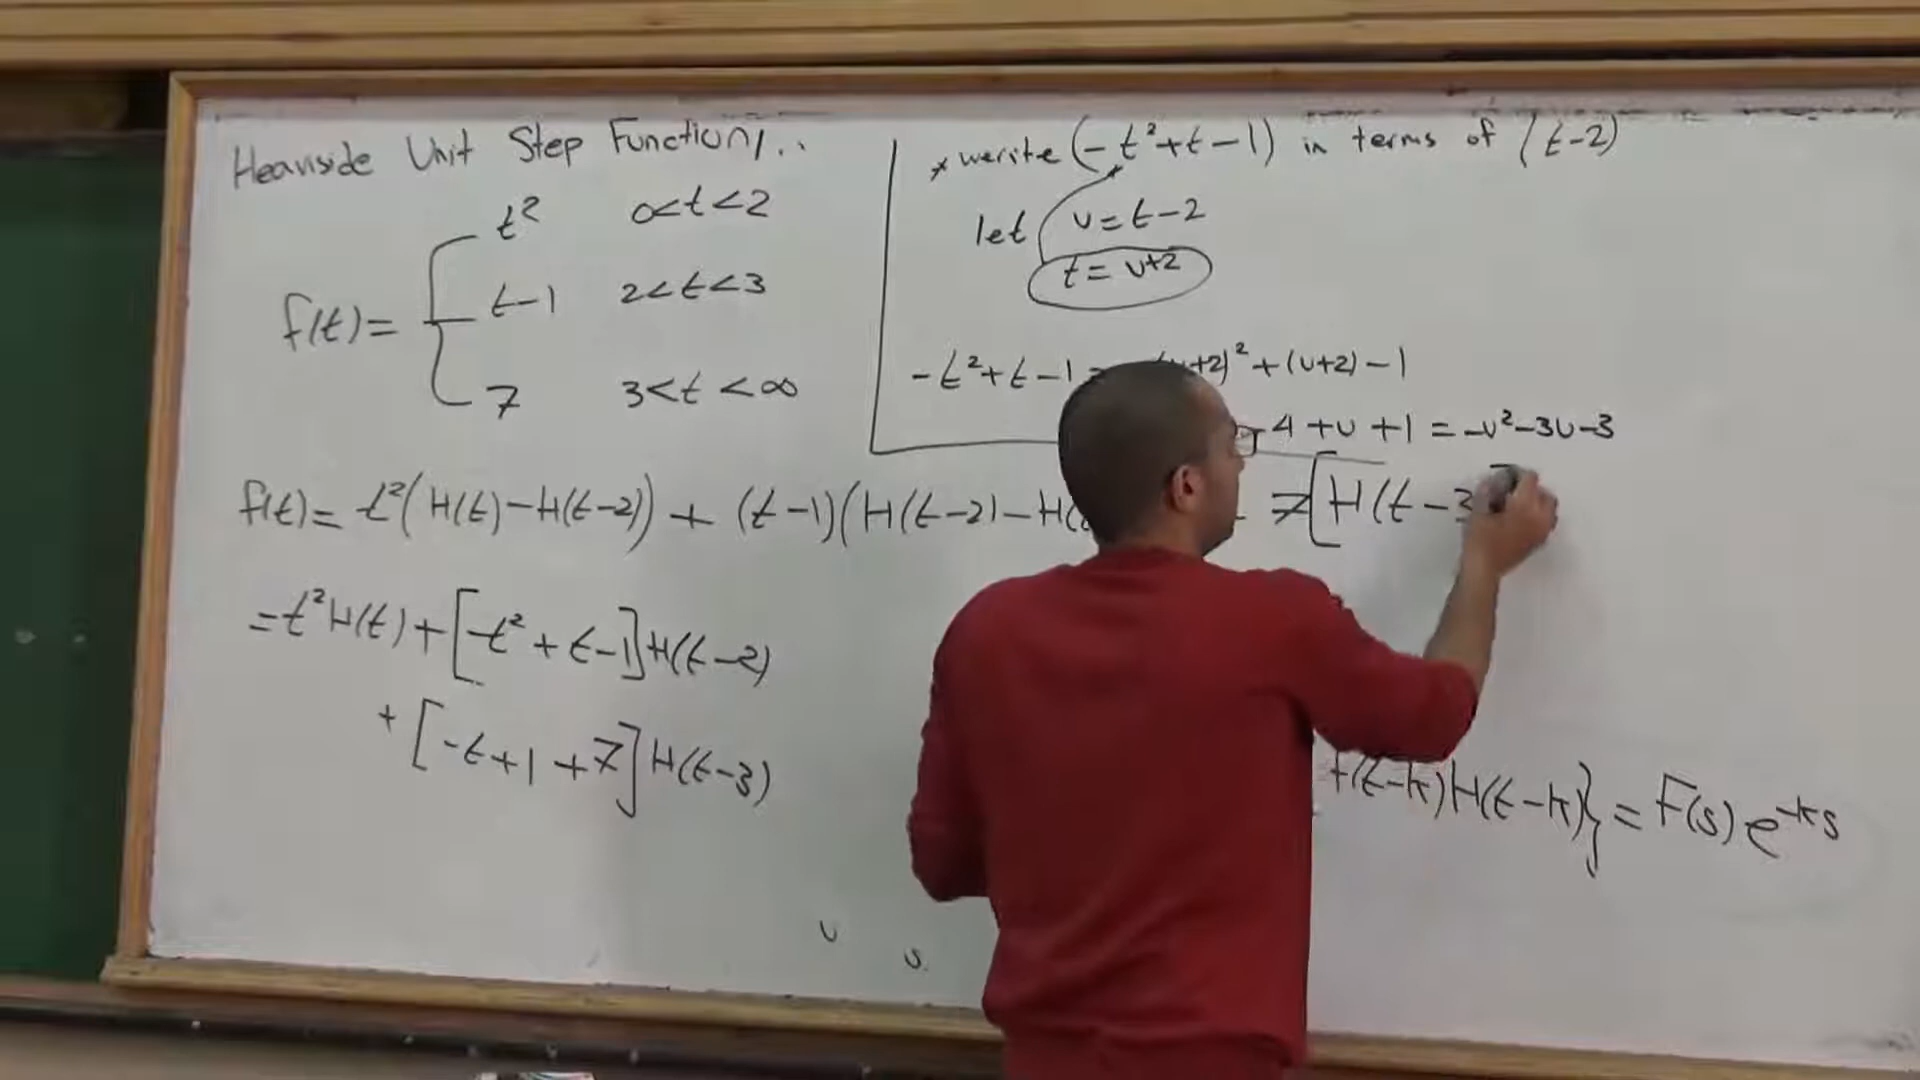 Heaviside Unit Step Function,..
f(t) = { t² 0<t<2
t-1 2<t<3
7 3<t<∞
* werite (-t²+t-1) in terms of (t-2)
let u=t-2
t=u+2
-t²+t-1= u+2)²+(u+2)-1
4+u+1=-u²-3u-3
f(t)= t²(H(t)-H(t-2))+(t-1)(H(t-2)-H( 7[H(t-3
=t²H(t)+[-t²+t-1]H(t-2)
+[-t+1+7]H(t-3)
f(t-k)H(t-k)}=F(s)e^-ks